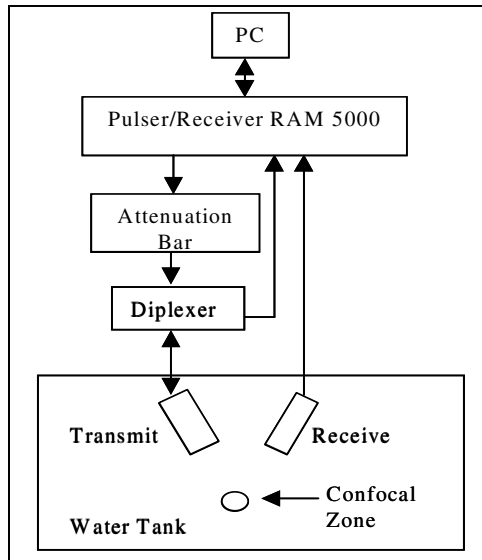 PC
Pulser/Receiver RAM 5000
Attenuation
Bar
Diplexer
Transmit
Receive
Confocal
Zone
Water Tank